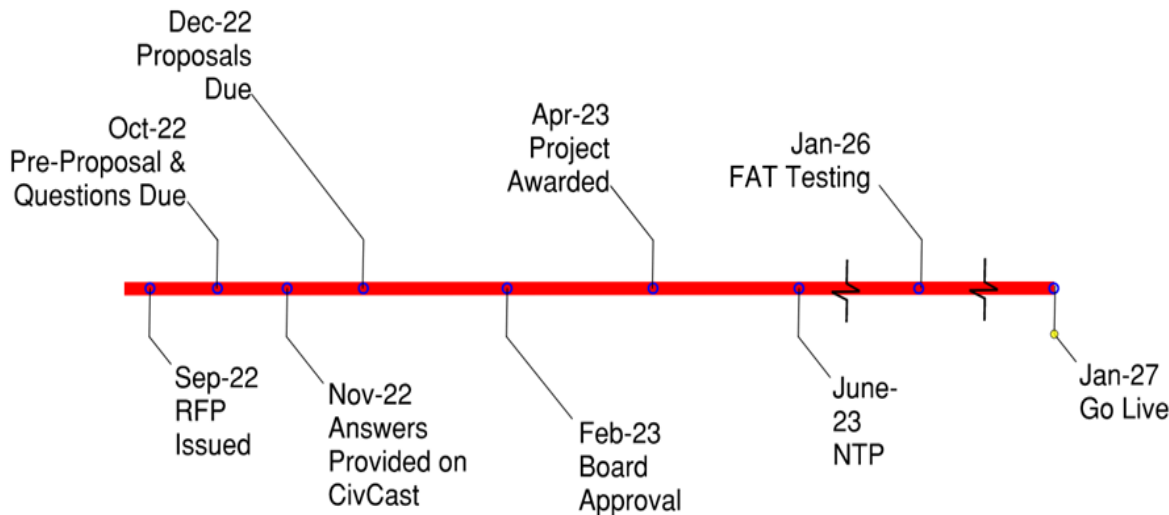 Dec-22
Proposals
Due
Oct-22
Pre-Proposal &
Questions Due
Apr-23
Project
Awarded
Jan-26
FAT Testing
Sep-22
RFP
Issued
Nov-22
Answers
Provided on
CivCast
Feb-23
Board
Approval
June-
23
NTP
Jan-27
Go Live